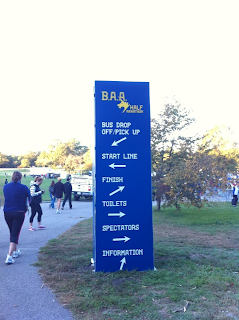 B.A.A.
HALF
MARATHON
BUS DROP
OFF/PICK UP
START LINE
FINISH
TOILETS
SPECTATORS
INFORMATION